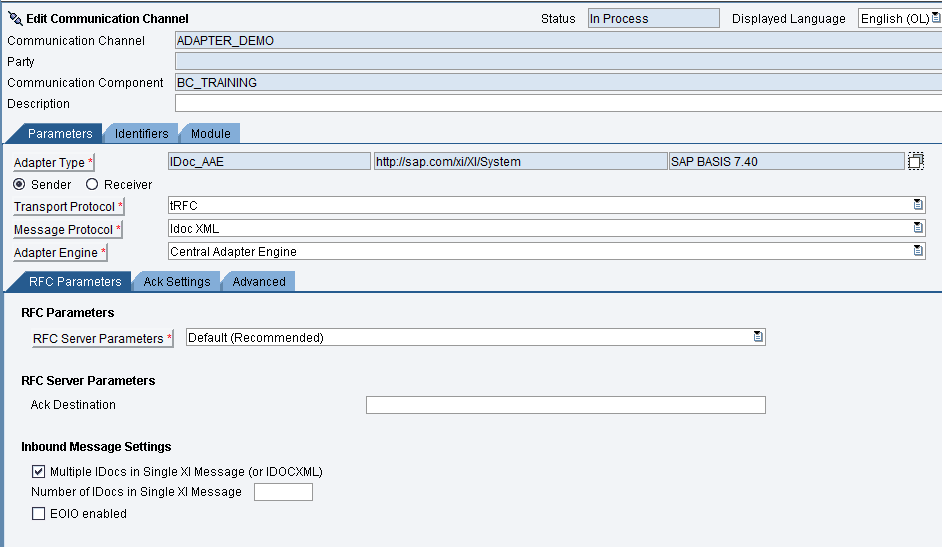 Edit Communication Channel Status In Process Displayed Language English (OL)
Communication Channel ADAPTER_DEMO
Party
Communication Component BC_TRAINING
Description
Parameters Identifiers Module
Adapter Type * IDoc_AAE http://sap.com/xi/XI/System SAP BASIS 7.40
Sender Receiver
Transport Protocol * tRFC
Message Protocol * Idoc XML
Adapter Engine * Central Adapter Engine
RFC Parameters Ack Settings Advanced
RFC Parameters
RFC Server Parameters * Default (Recommended)
RFC Server Parameters
Ack Destination
Inbound Message Settings
Multiple IDocs in Single XI Message (or IDOCXML)
Number of IDocs in Single XI Message
EOIO enabled